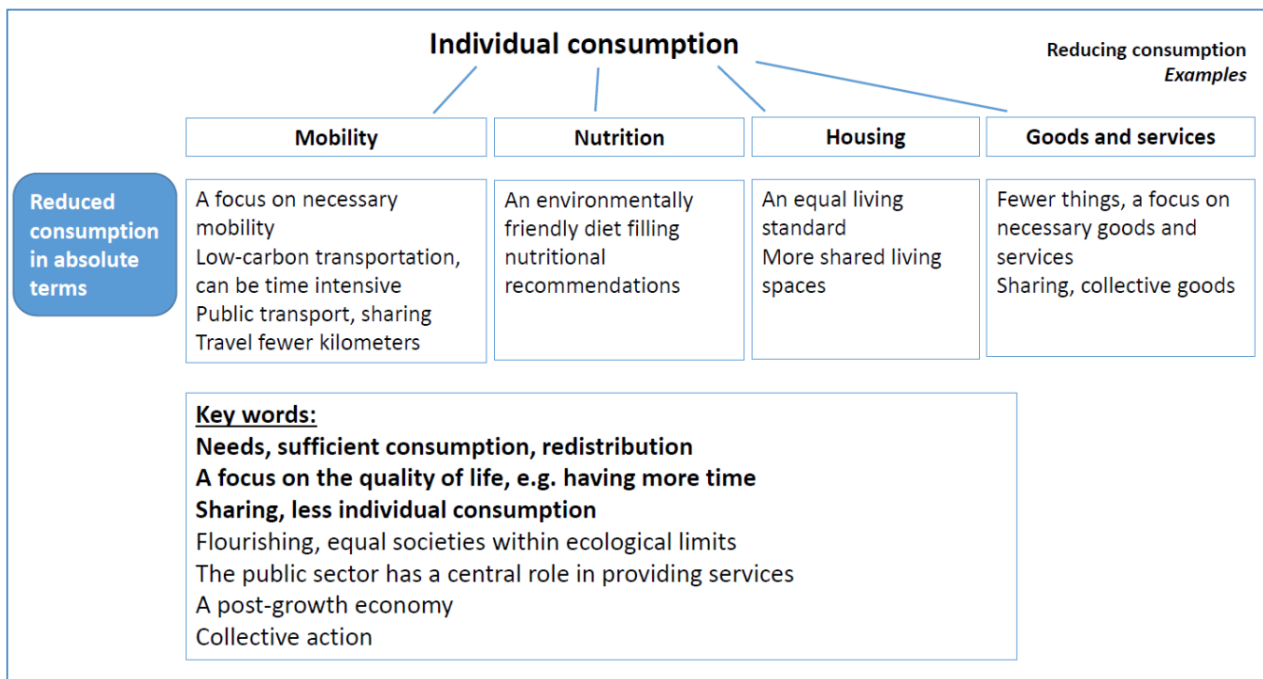 Individual consumption
Reducing consumption
Examples
Mobility
Nutrition
Housing
Goods and services
Reduced
consumption
in absolute
terms
A focus on necessary
mobility
Low-carbon transportation,
can be time intensive
Public transport, sharing
Travel fewer kilometers
An environmentally
friendly diet filling
nutritional
recommendations
An equal living
standard
More shared living
spaces
Fewer things, a focus on
necessary goods and
services
Sharing, collective goods
Key words:
Needs, sufficient consumption, redistribution
A focus on the quality of life, e.g. having more time
Sharing, less individual consumption
Flourishing, equal societies within ecological limits
The public sector has a central role in providing services
A post-growth economy
Collective action